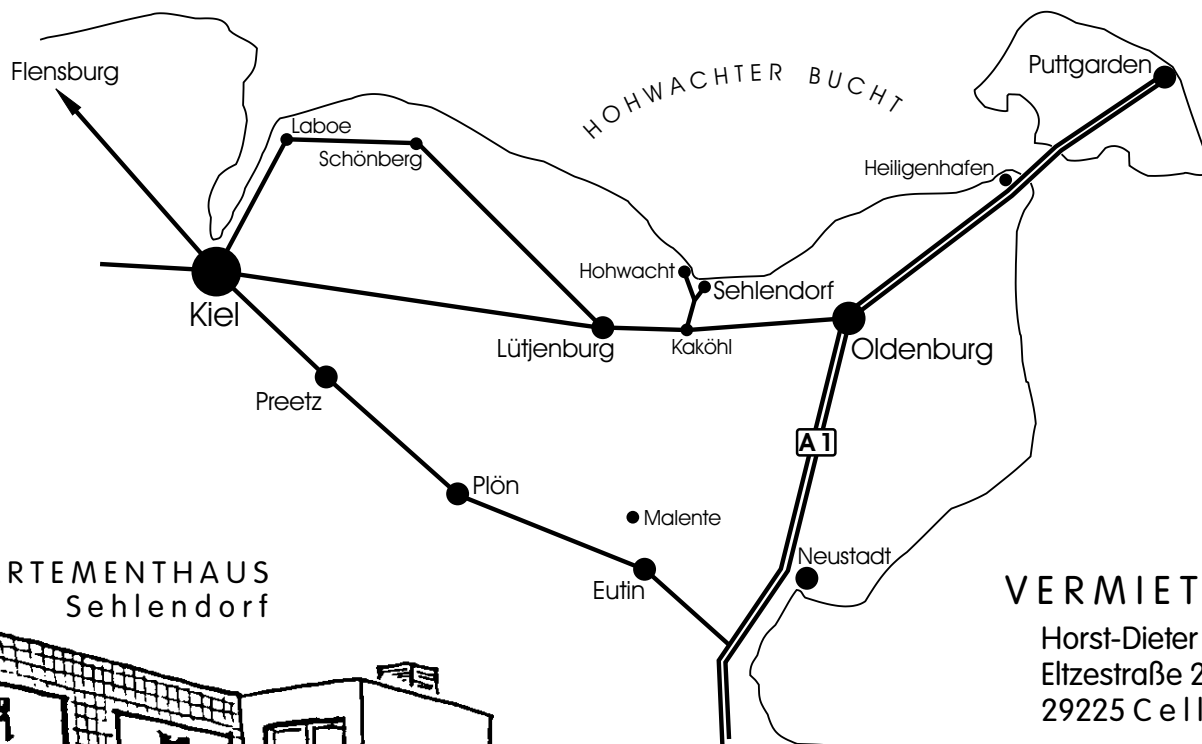 Flensburg
HOHWACHTER BUCHT
Puttgarden
Laboe
Schönberg
Heiligenhafen
Hohwacht
Sehlendorf
Kiel
Lütjenburg
Kaköhl
Oldenburg
Preetz
A 1
Plön
Malente
Neustadt
Eutin
RTEMENTHAUS
Sehlendorf
VERMIET
Horst-Dieter
Eltzestraße 2
29225 Cell